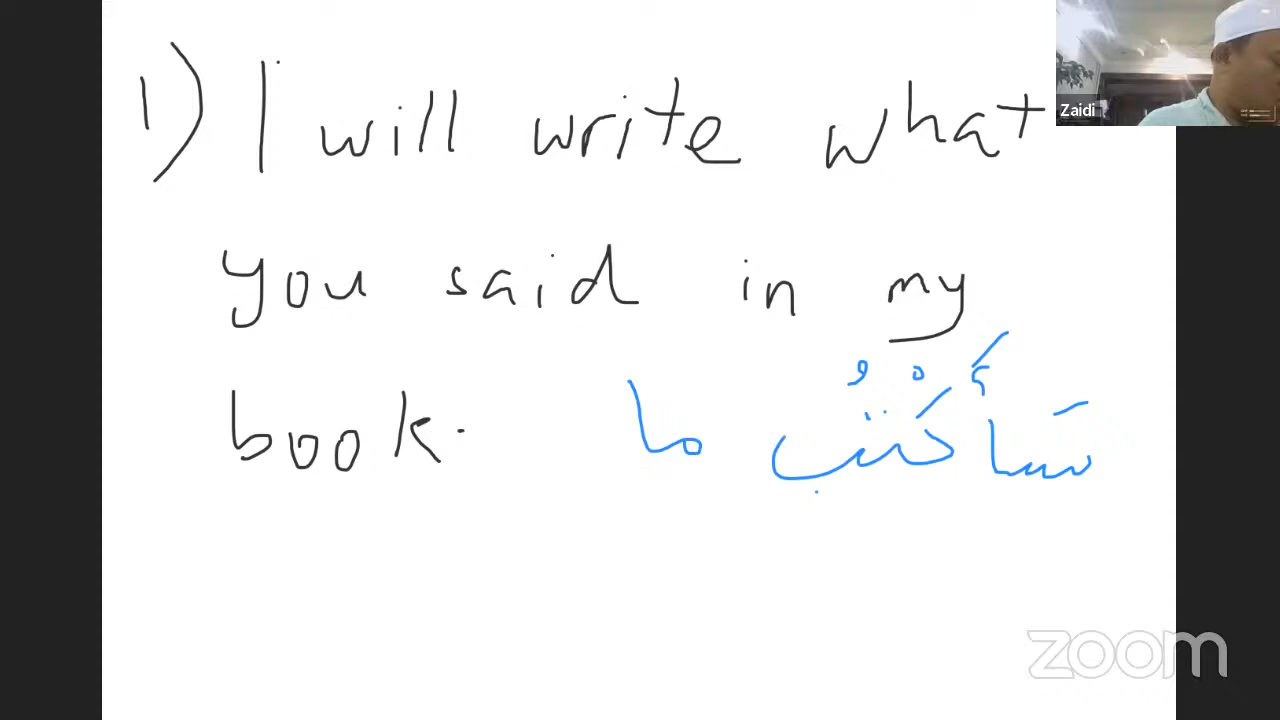 1) I will write what
you said in my
book.
سَأَكْتُبُ ما
Zaidi
zoom